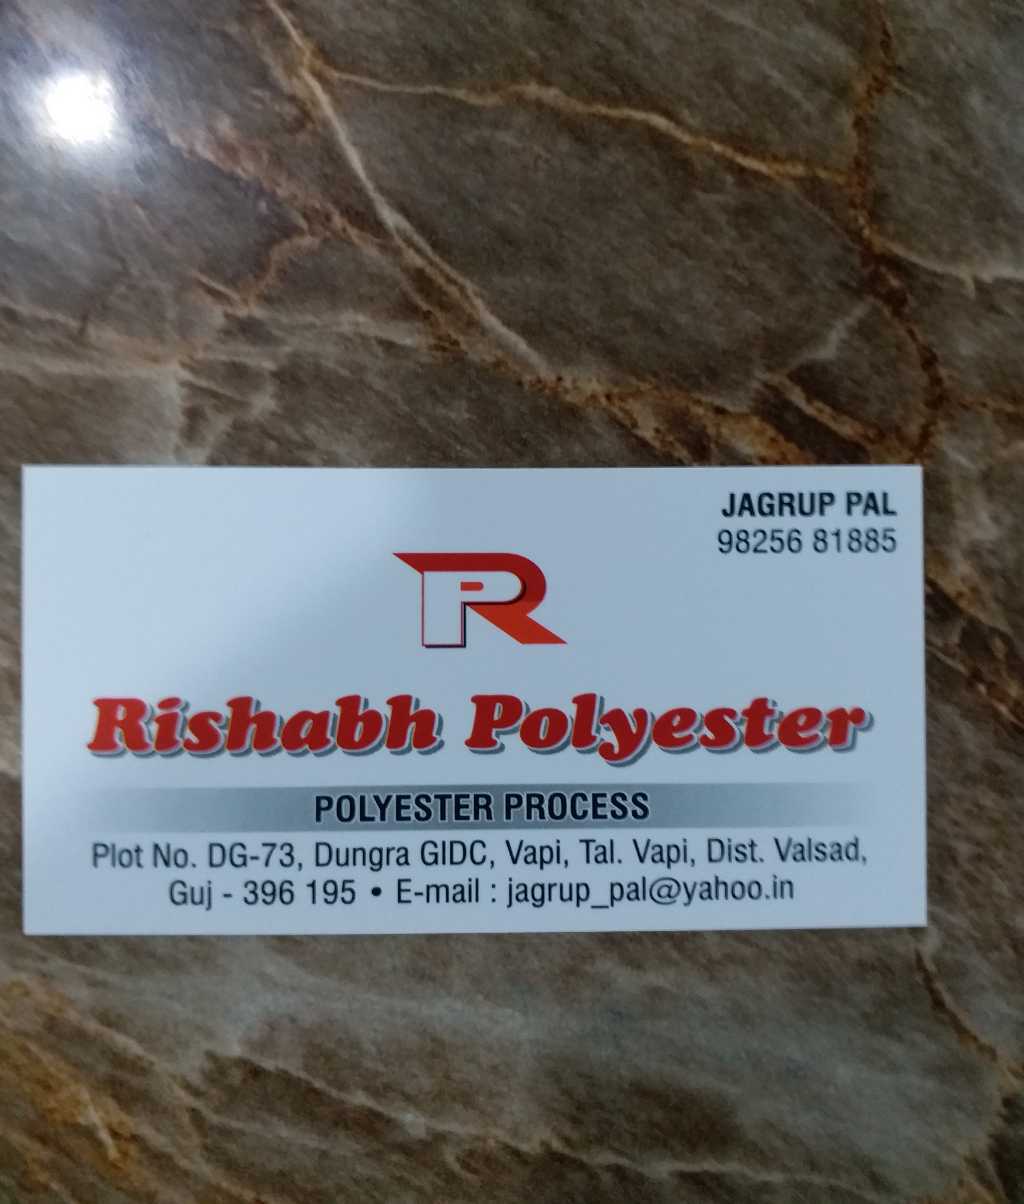 JAGRUP PAL
98256 81885
PR
Rishabh Polyester
POLYESTER PROCESS
Plot No. DG-73, Dungra GIDC, Vapi, Tal. Vapi, Dist. Valsad,
Guj - 396 195 • E-mail : jagrup_pal@yahoo.in